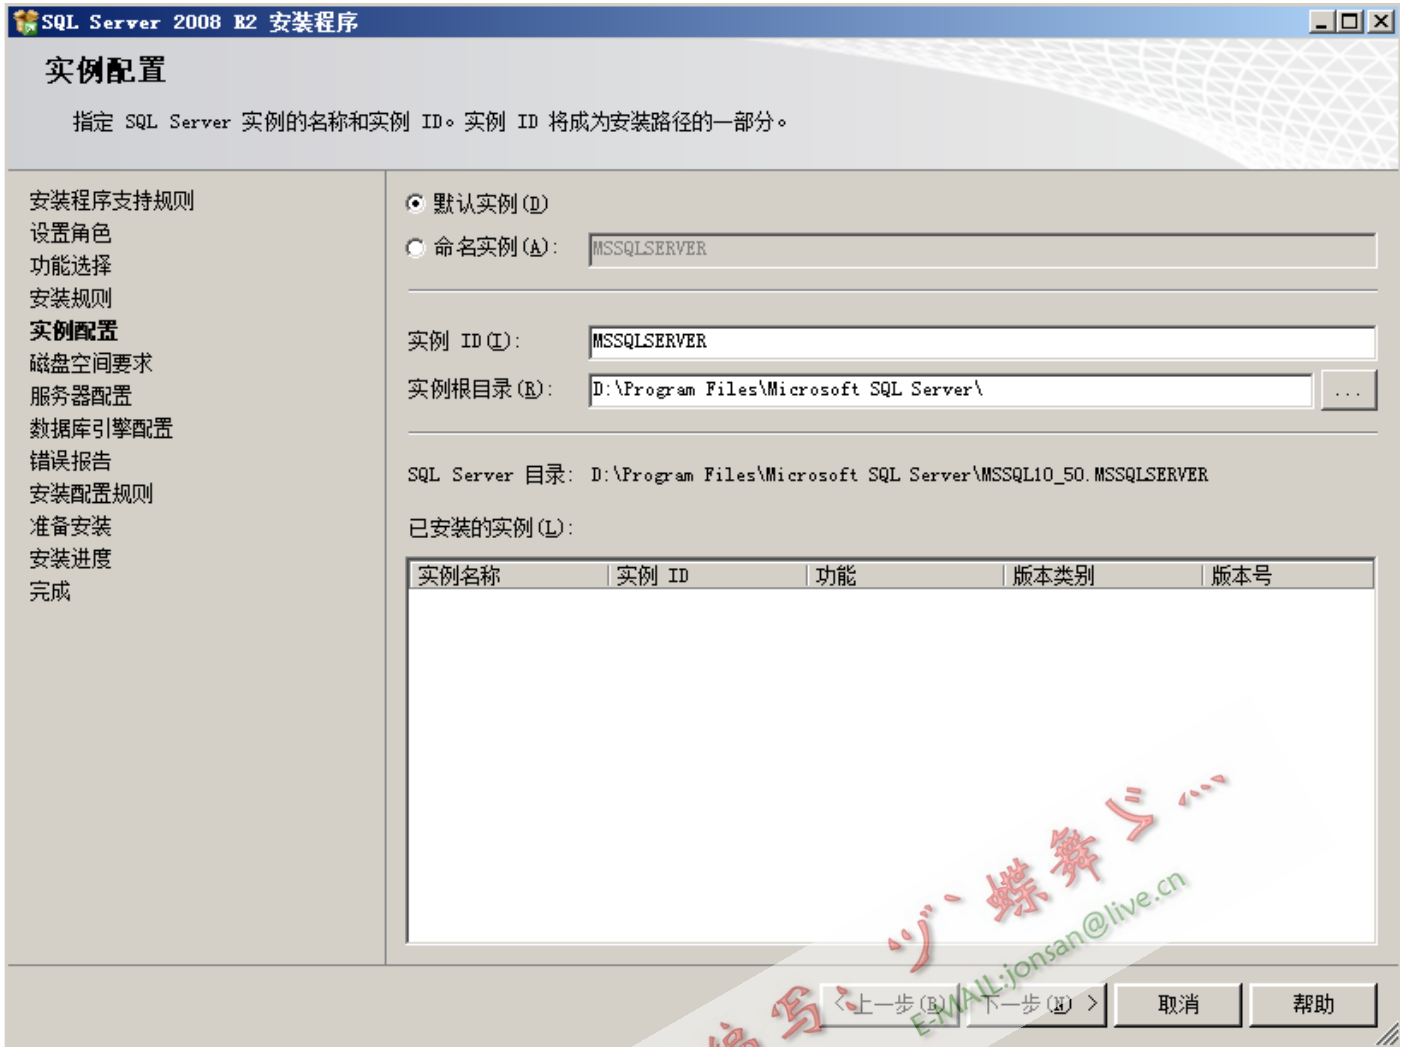 SQL Server 2008 R2 安装程序
实例配置
指定 SQL Server 实例的名称和实例 ID。实例 ID 将成为安装路径的一部分。
安装程序支持规则
设置角色
功能选择
安装规则
实例配置
磁盘空间要求
服务器配置
数据库引擎配置
错误报告
安装配置规则
准备安装
安装进度
完成
默认实例(D)
命名实例(A): MSSQLSERVER
实例 ID(I): MSSQLSERVER
实例根目录(R): D:\Program Files\Microsoft SQL Server\ ...
SQL Server 目录: D:\Program Files\Microsoft SQL Server\MSSQL10_50.MSSQLSERVER
已安装的实例(L):
实例名称 实例 ID 功能 版本类别 版本号
编写:ヅ蝶舞ミ灬
E-MAIL:jonsan@live.cn
<上一步(B) 下一步(N) > 取消 帮助